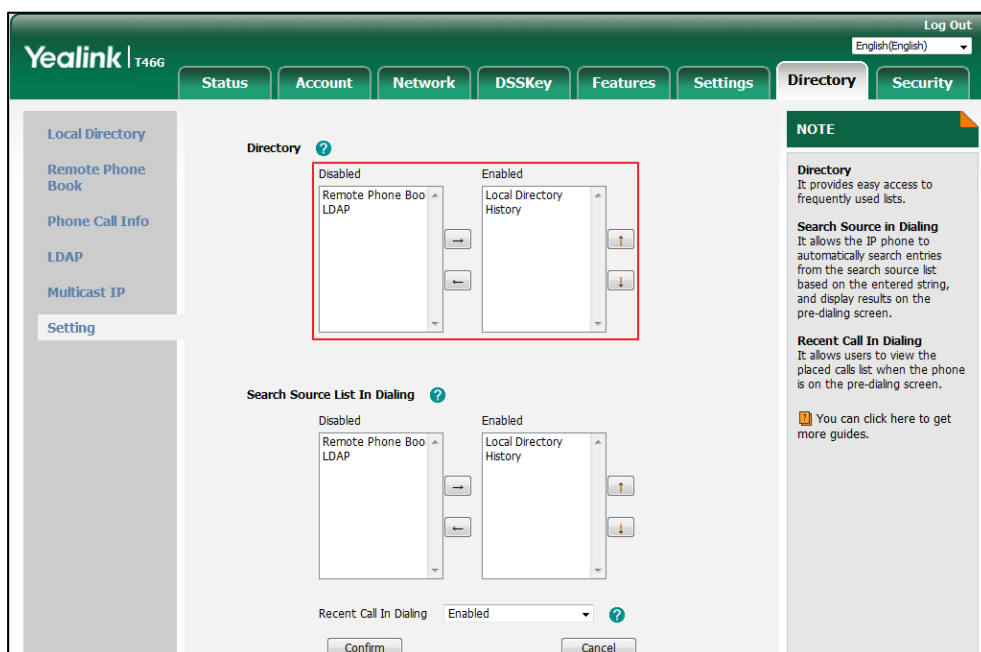 Log Out
Yealink T46G
English(English)
Status Account Network DSSKey Features Settings Directory Security
Local Directory
Remote Phone
Book
Phone Call Info
LDAP
Multicast IP
Setting
Directory ?
Disabled
Remote Phone Boo
LDAP
→
←
Enabled
Local Directory
History
↑
↓
Search Source List In Dialing ?
Disabled
Remote Phone Boo
LDAP
→
←
Enabled
Local Directory
History
↑
↓
Recent Call In Dialing Enabled ?
Confirm Cancel
NOTE
Directory
It provides easy access to
frequently used lists.
Search Source in Dialing
It allows the IP phone to
automatically search entries
from the search source list
based on the entered string,
and display results on the
pre-dialing screen.
Recent Call In Dialing
It allows users to view the
placed calls list when the phone
is on the pre-dialing screen.
? You can click here to get
more guides.